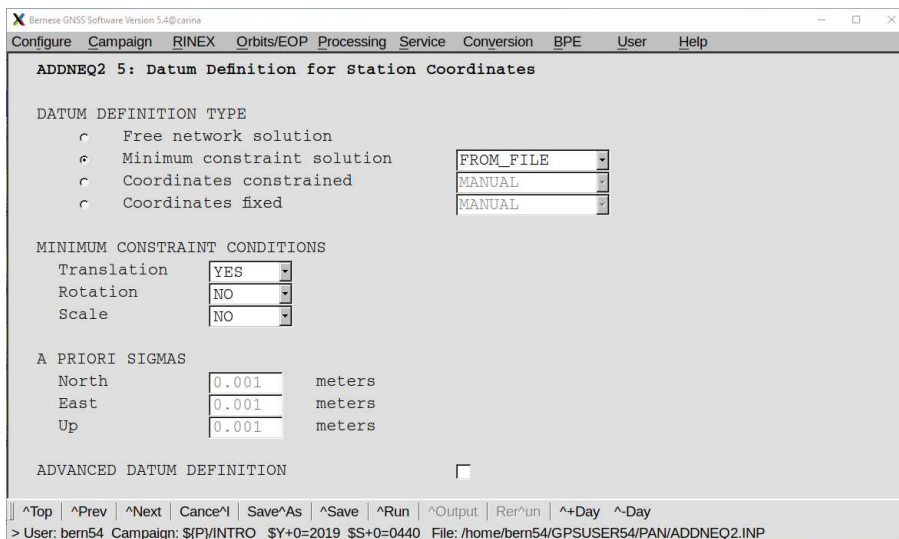 Bernese GNSS Software Version 5.4@carina
Configure Campaign RINEX Orbits/EOP Processing Service Conversion BPE User Help
ADDNEQ2 5: Datum Definition for Station Coordinates
DATUM DEFINITION TYPE
Free network solution
Minimum constraint solution FROM_FILE
Coordinates constrained MANUAL
Coordinates fixed MANUAL
MINIMUM CONSTRAINT CONDITIONS
Translation YES
Rotation NO
Scale NO
A PRIORI SIGMAS
North 0.001 meters
East 0.001 meters
Up 0.001 meters
ADVANCED DATUM DEFINITION
^Top | ^Prev | ^Next | Cance^l | Save^As | ^Save | ^Run | ^Output | Rer^un | ^+Day ^-Day
> User: bern54 Campaign: ${P}/INTRO $Y+0=2019 $S+0=0440 File: /home/bern54/GPSUSER54/PAN/ADDNEQ2.INP